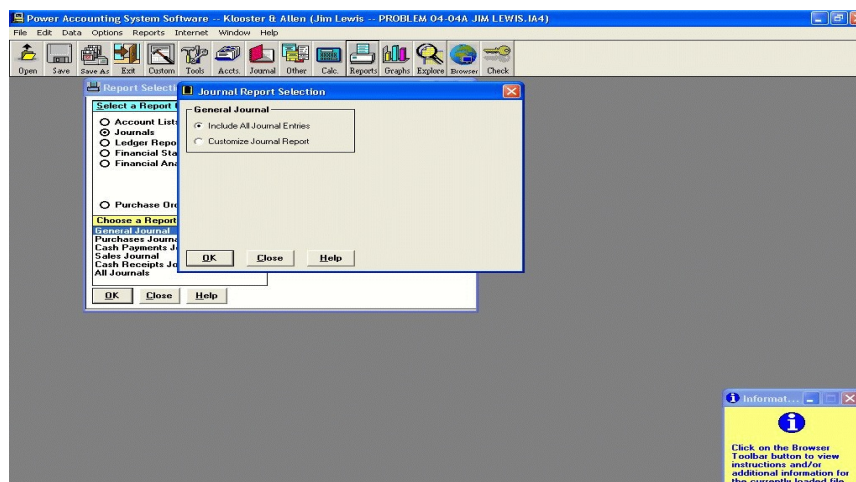 Power Accounting System Software -- Klooster & Allen (Jim Lewis -- PROBLEM 04-04A JIM LEWIS.IA4)
File Edit Data Options Reports Internet Window Help
Open Save Save As Exit Custom Tools Accts. Journal Other Calc. Reports Graphs Explore Browser Check
Report Selecti
Journal Report Selection
Select a Report
General Journal
Account List
Include All Journal Entries
Journals
Customize Journal Report
Ledger Repo
Financial Sta
Financial Ana
Purchase Ord
Choose a Report
General Journal
Purchases Journa
Cash Payments J
Sales Journal
Cash Receipts Jo
All Journals
OK Close Help
OK Close Help
Informat...
Click on the Browser
Toolbar button to view
instructions and/or
additional information for
the currently loaded file